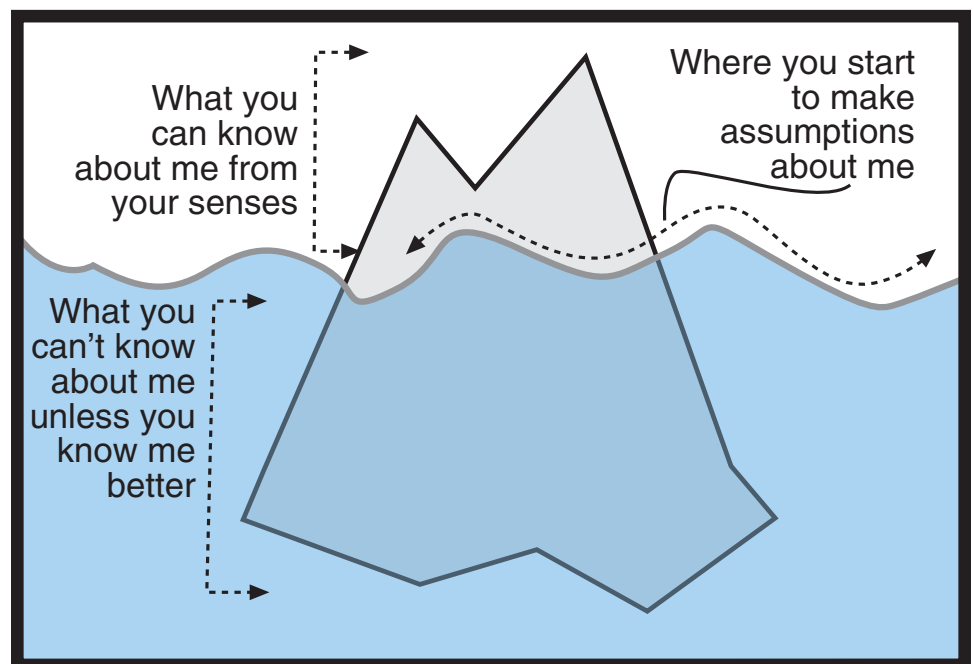 What you
can know
about me from
your senses
Where you start
to make
assumptions
about me
What you
can't know
about me
unless you
know me
better